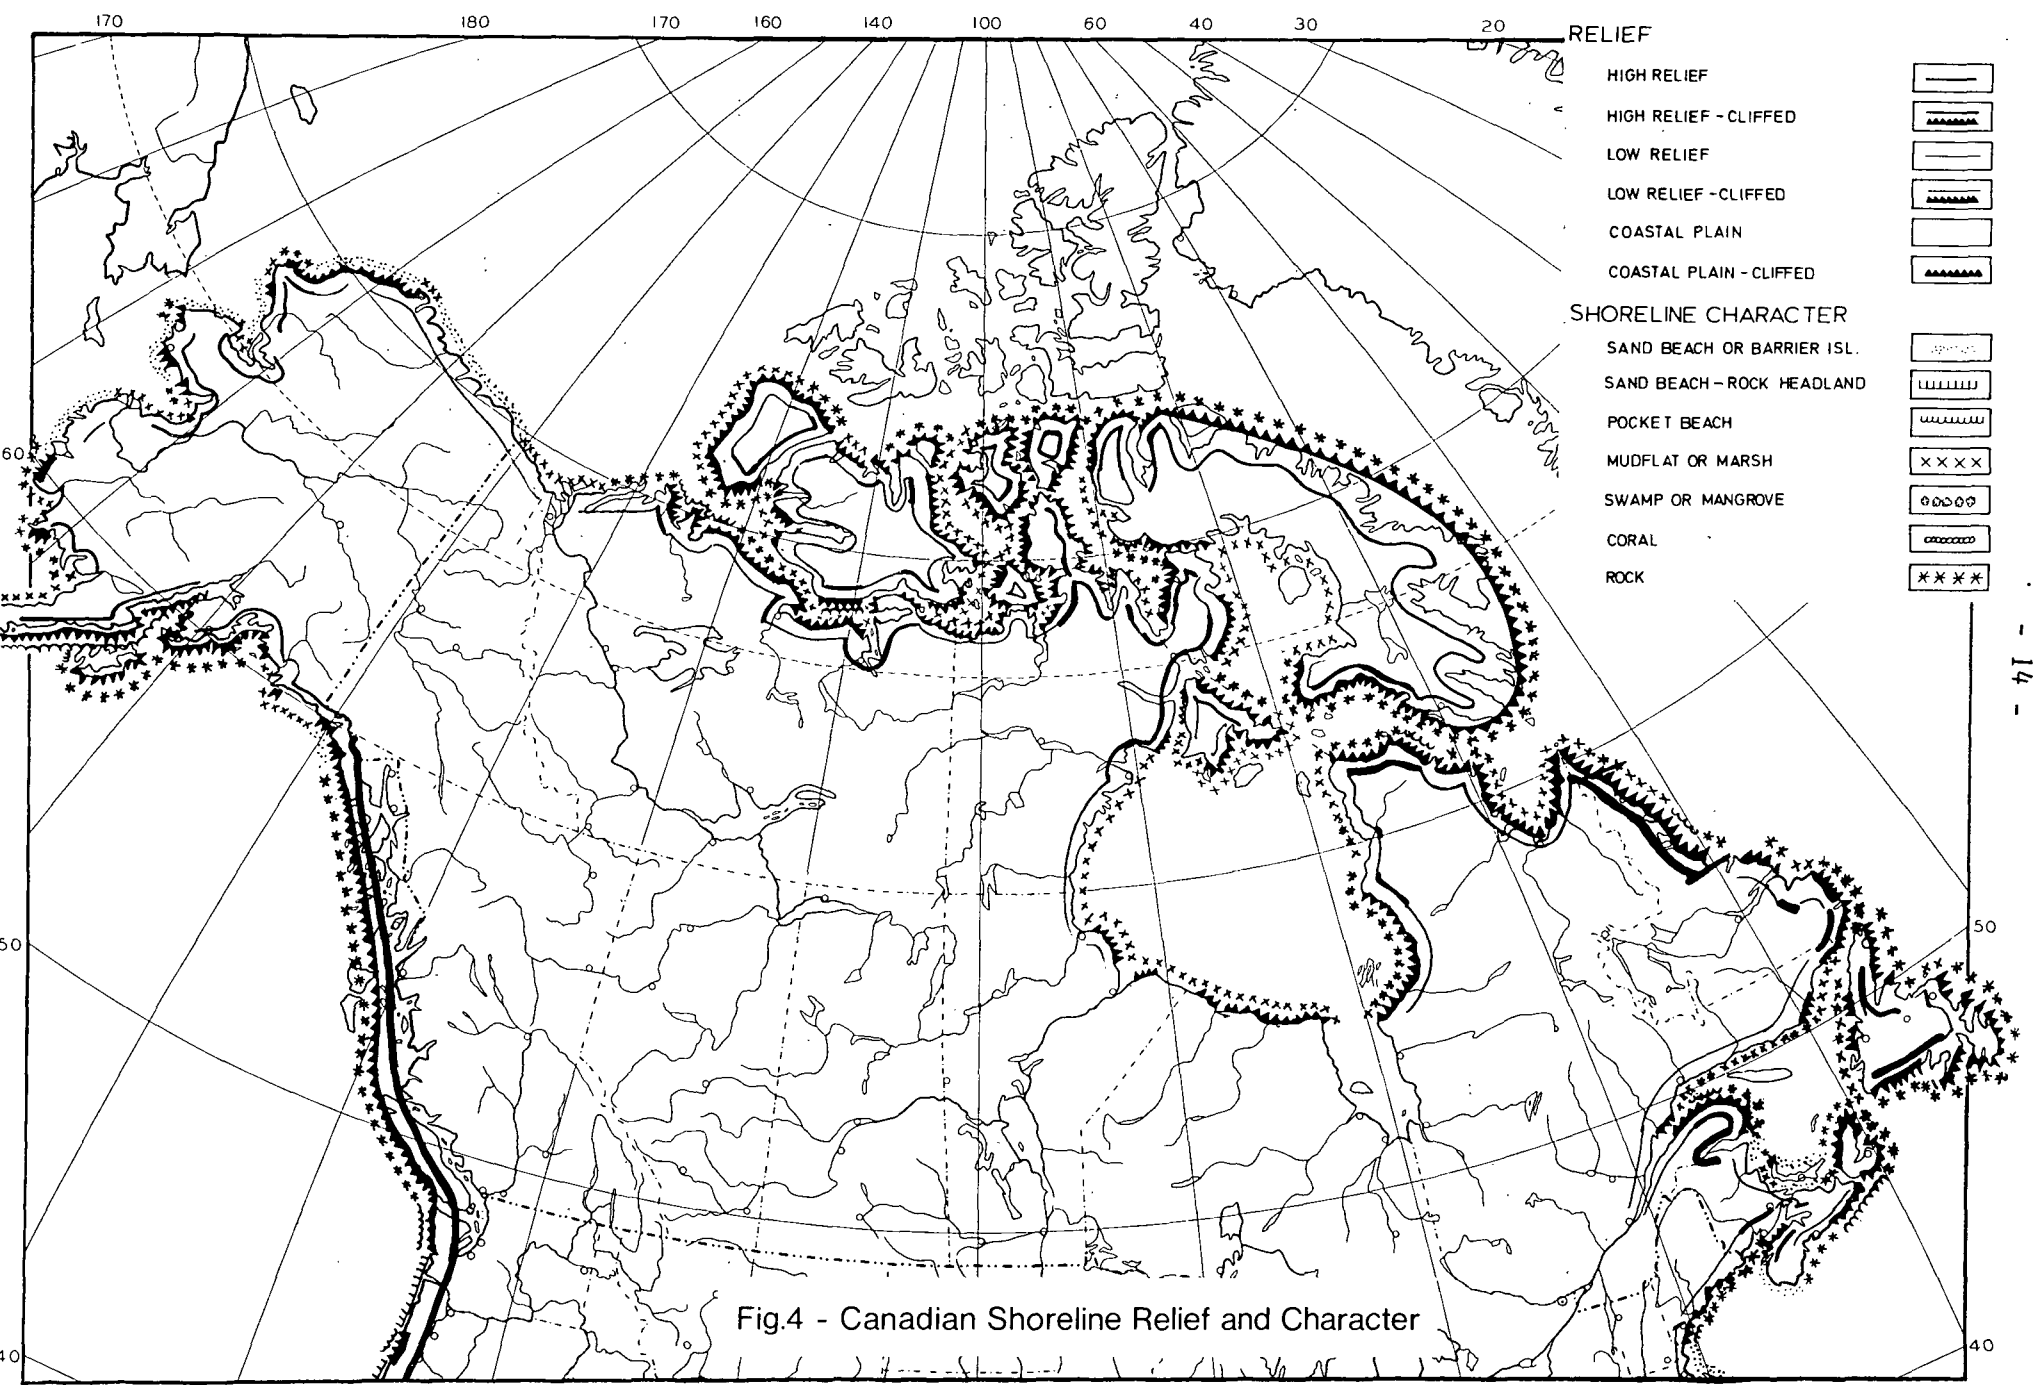 170 180 170 160 140 100 60 40 30 20
RELIEF
HIGH RELIEF
HIGH RELIEF - CLIFFED
LOW RELIEF
LOW RELIEF - CLIFFED
COASTAL PLAIN
COASTAL PLAIN - CLIFFED
SHORELINE CHARACTER
SAND BEACH OR BARRIER ISL.
SAND BEACH - ROCK HEADLAND
POCKET BEACH
MUDFLAT OR MARSH
SWAMP OR MANGROVE
CORAL
ROCK
60
50
50
40
40
- 14 -
Fig.4 - Canadian Shoreline Relief and Character